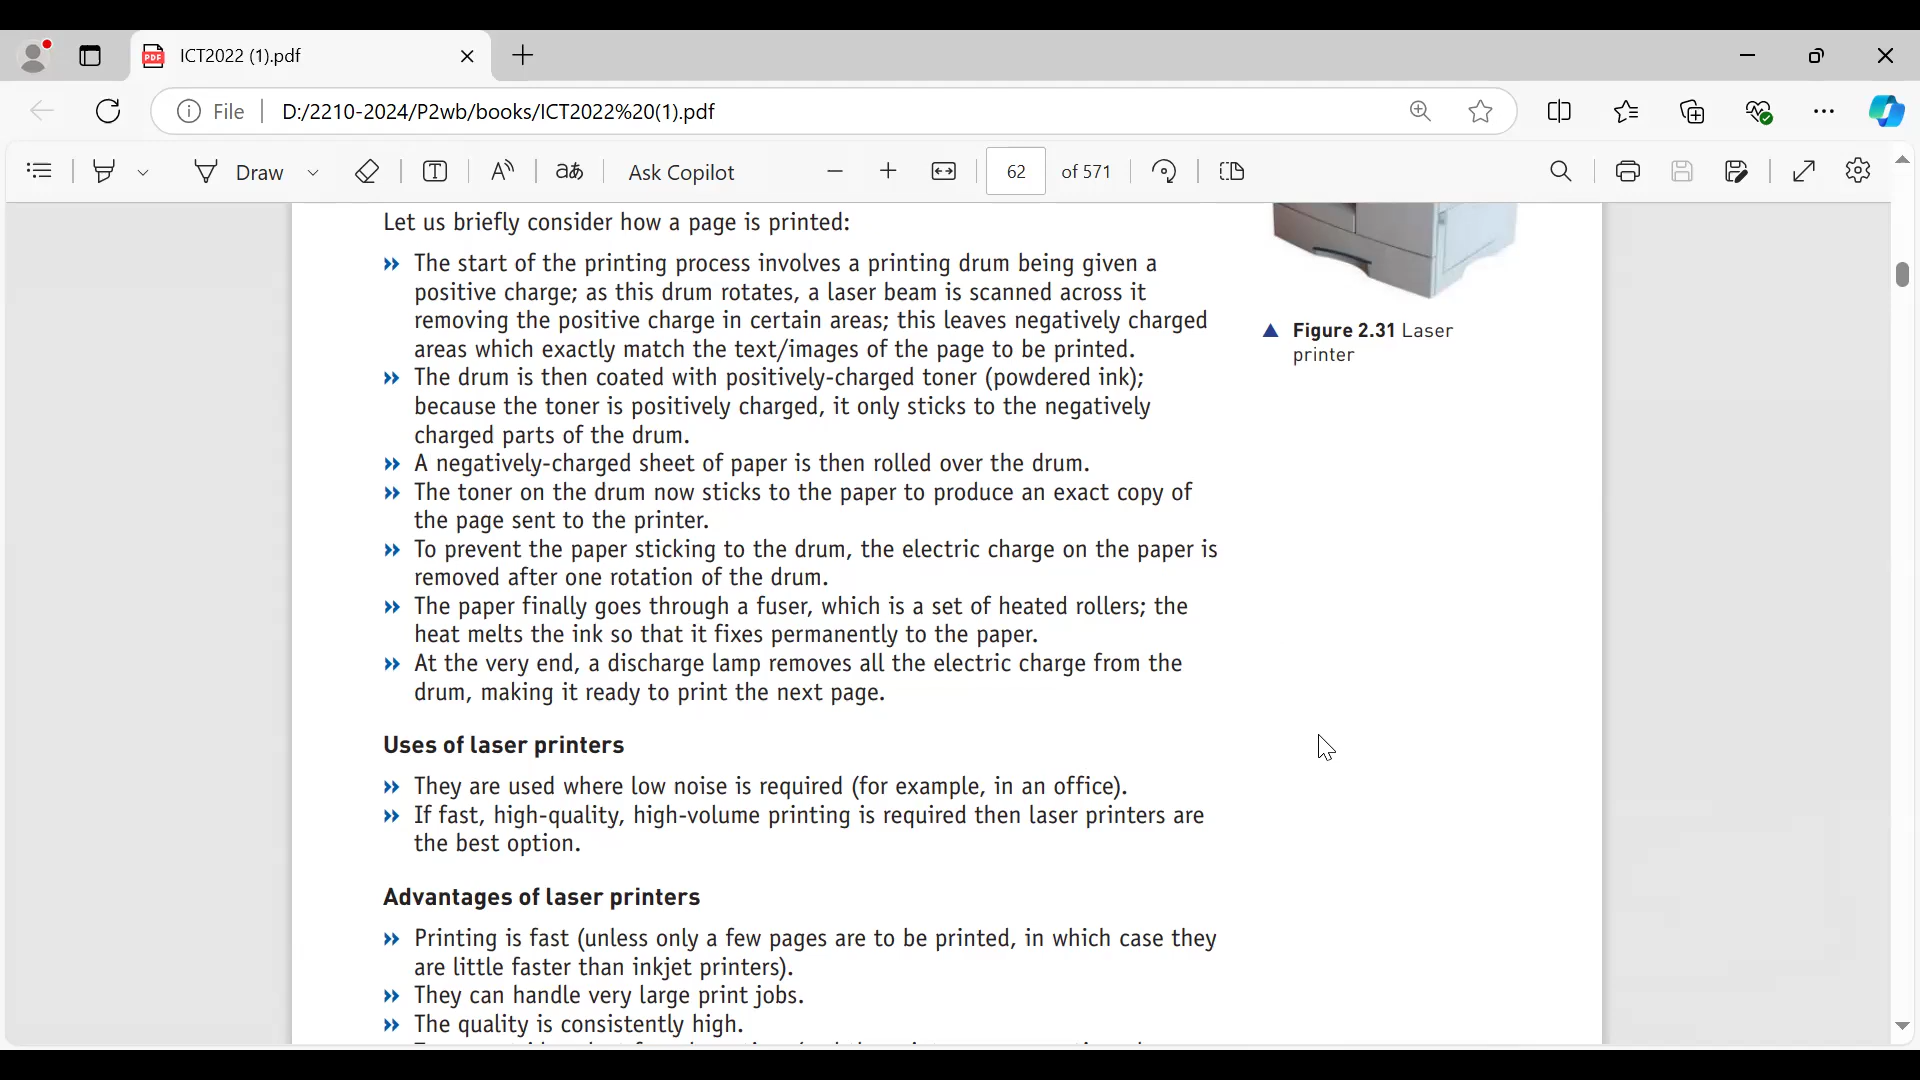 ICT2022 (1).pdf
File
D:/2210-2024/P2wb/books/ICT2022%20(1).pdf
Draw
Ask Copilot
62
of 571
Let us briefly consider how a page is printed:
» The start of the printing process involves a printing drum being given a
positive charge; as this drum rotates, a laser beam is scanned across it
removing the positive charge in certain areas; this leaves negatively charged
areas which exactly match the text/images of the page to be printed.
» The drum is then coated with positively-charged toner (powdered ink);
because the toner is positively charged, it only sticks to the negatively
charged parts of the drum.
» A negatively-charged sheet of paper is then rolled over the drum.
» The toner on the drum now sticks to the paper to produce an exact copy of
the page sent to the printer.
» To prevent the paper sticking to the drum, the electric charge on the paper is
removed after one rotation of the drum.
» The paper finally goes through a fuser, which is a set of heated rollers; the
heat melts the ink so that it fixes permanently to the paper.
» At the very end, a discharge lamp removes all the electric charge from the
drum, making it ready to print the next page.
▲ Figure 2.31 Laser
printer
Uses of laser printers
» They are used where low noise is required (for example, in an office).
» If fast, high-quality, high-volume printing is required then laser printers are
the best option.
Advantages of laser printers
» Printing is fast (unless only a few pages are to be printed, in which case they
are little faster than inkjet printers).
» They can handle very large print jobs.
» The quality is consistently high.